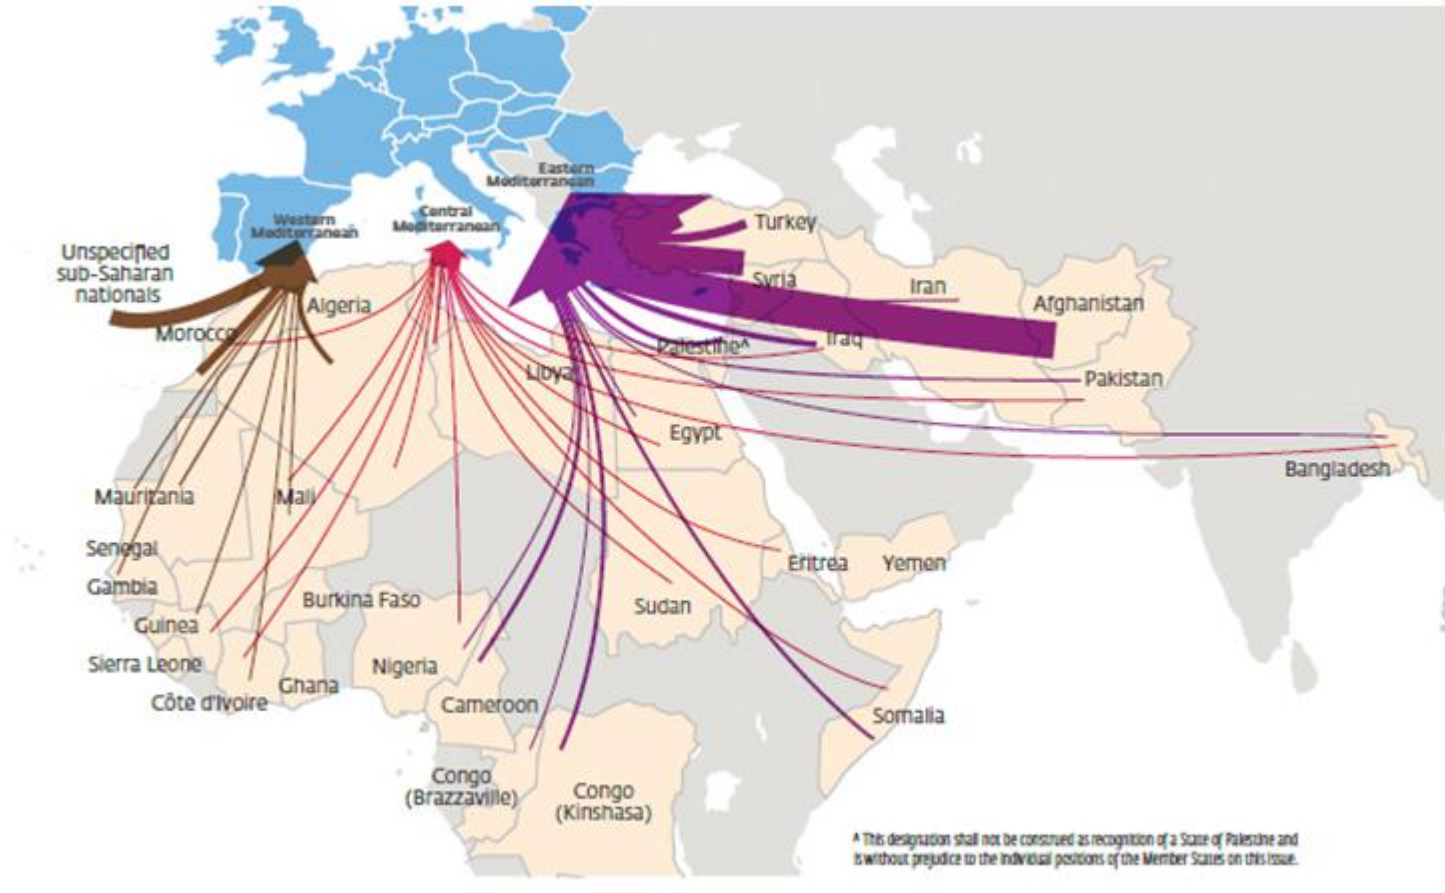 Eastern
Mediterranean
Central
Mediterranean
Western
Mediterranean
Turkey
Unspecified
sub-Saharan
nationals
Syria
Iran
Afghanistan
Algeria
Morocco
Palestine^
Iraq
Libya
Pakistan
Egypt
Bangladesh
Mauritania
Mali
Senegal
Eritrea
Yemen
Gambia
Burkina Faso
Sudan
Guinea
Sierra Leone
Nigeria
Ghana
Côte d'Ivoire
Cameroon
Somalia
Congo
(Brazzaville)
Congo
(Kinshasa)
^ This designation shall not be construed as recognition of a State of Palestine and
is without prejudice to the individual positions of the Member States on this issue.